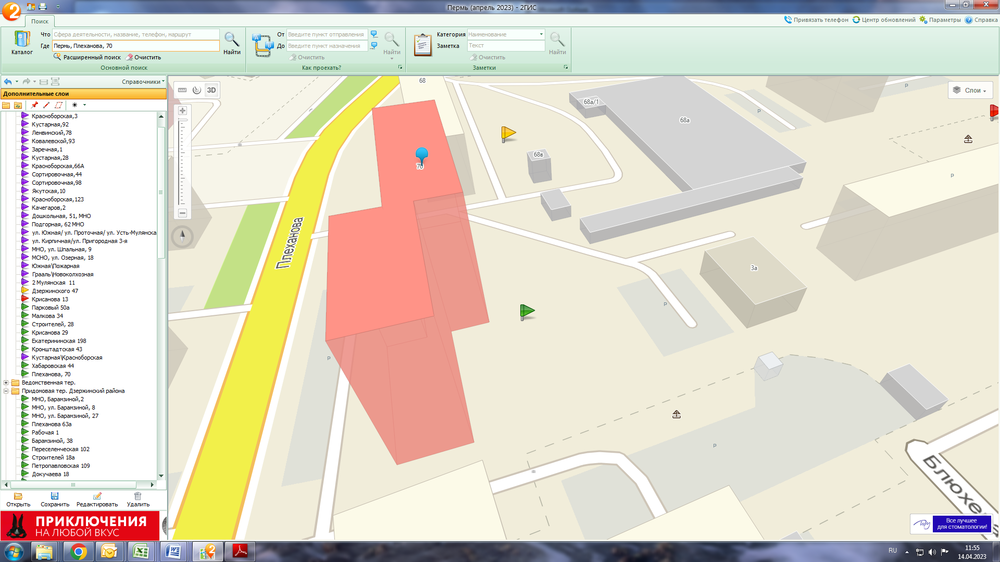 Пермь (апрель 2023) - 2ГИС
Поиск
Привязать телефон
Центр обновлений
Параметры
Справка
Каталог
Что
Сфера деятельности, название, телефон, маршрут
Где
Пермь, Плеханова, 70
Расширенный поиск
Очистить
Найти
Основной поиск
От
Введите пункт отправления
До
Введите пункт назначения
Очистить
Найти
Как проехать?
Категория
Наименование
Заметка
Текст
Очистить
Найти
Заметки
Справочники
Дополнительные слои
Красноборская,3
Кустарная,92
Ленвинский,78
Ковалевской,93
Заречная,1
Кустарная,28
Красноборская,66А
Сортировочная,44
Сортировочная,98
Якутская,10
Красноборская,123
Качегаров,2
Дошкольная, 51, МНО
Подгорная, 62 МНО
ул. Южная/ ул. Проточная/ ул. Усть-Мулянска
ул. Кирпичная/ул. Пригородная 3-я
МНО, ул. Шпальная, 9
МСНО, ул. Озерная, 18
Южная\Пожарная
Грааль\Новоколхозная
2 Мулянская 11
Дзержинского 47
Крисанова 13
Парковый 50а
Малкова 34
Строителей, 28
Крисанова 29
Екатерининская 198
Кронштадтская 43
Кустарная\Красноборская
Хабаровская 44
Плеханова, 70
Ведомственная тер.
Придомовая тер. Дзержинский района
МНО, Барамзиной,2
МНО, ул. Барамзиной, 8
МНО, ул. Барамзиной, 27
Плеханова 63а
Рабочая 1
Барамзиной, 38
Переселенческая 102
Строителей 18а
Петропавловская 109
Докучаева 18
Открыть
Сохранить
Редактировать
Удалить
ПРИКЛЮЧЕНИЯ
НА ЛЮБОЙ ВКУС
3D
Слои
68
68а/1
68а
68в
70
3а
P
P
P
P
P
P
Плеханова
Блюхе
Все лучшее
для стоматологии!
RU
11:55
14.04.2023